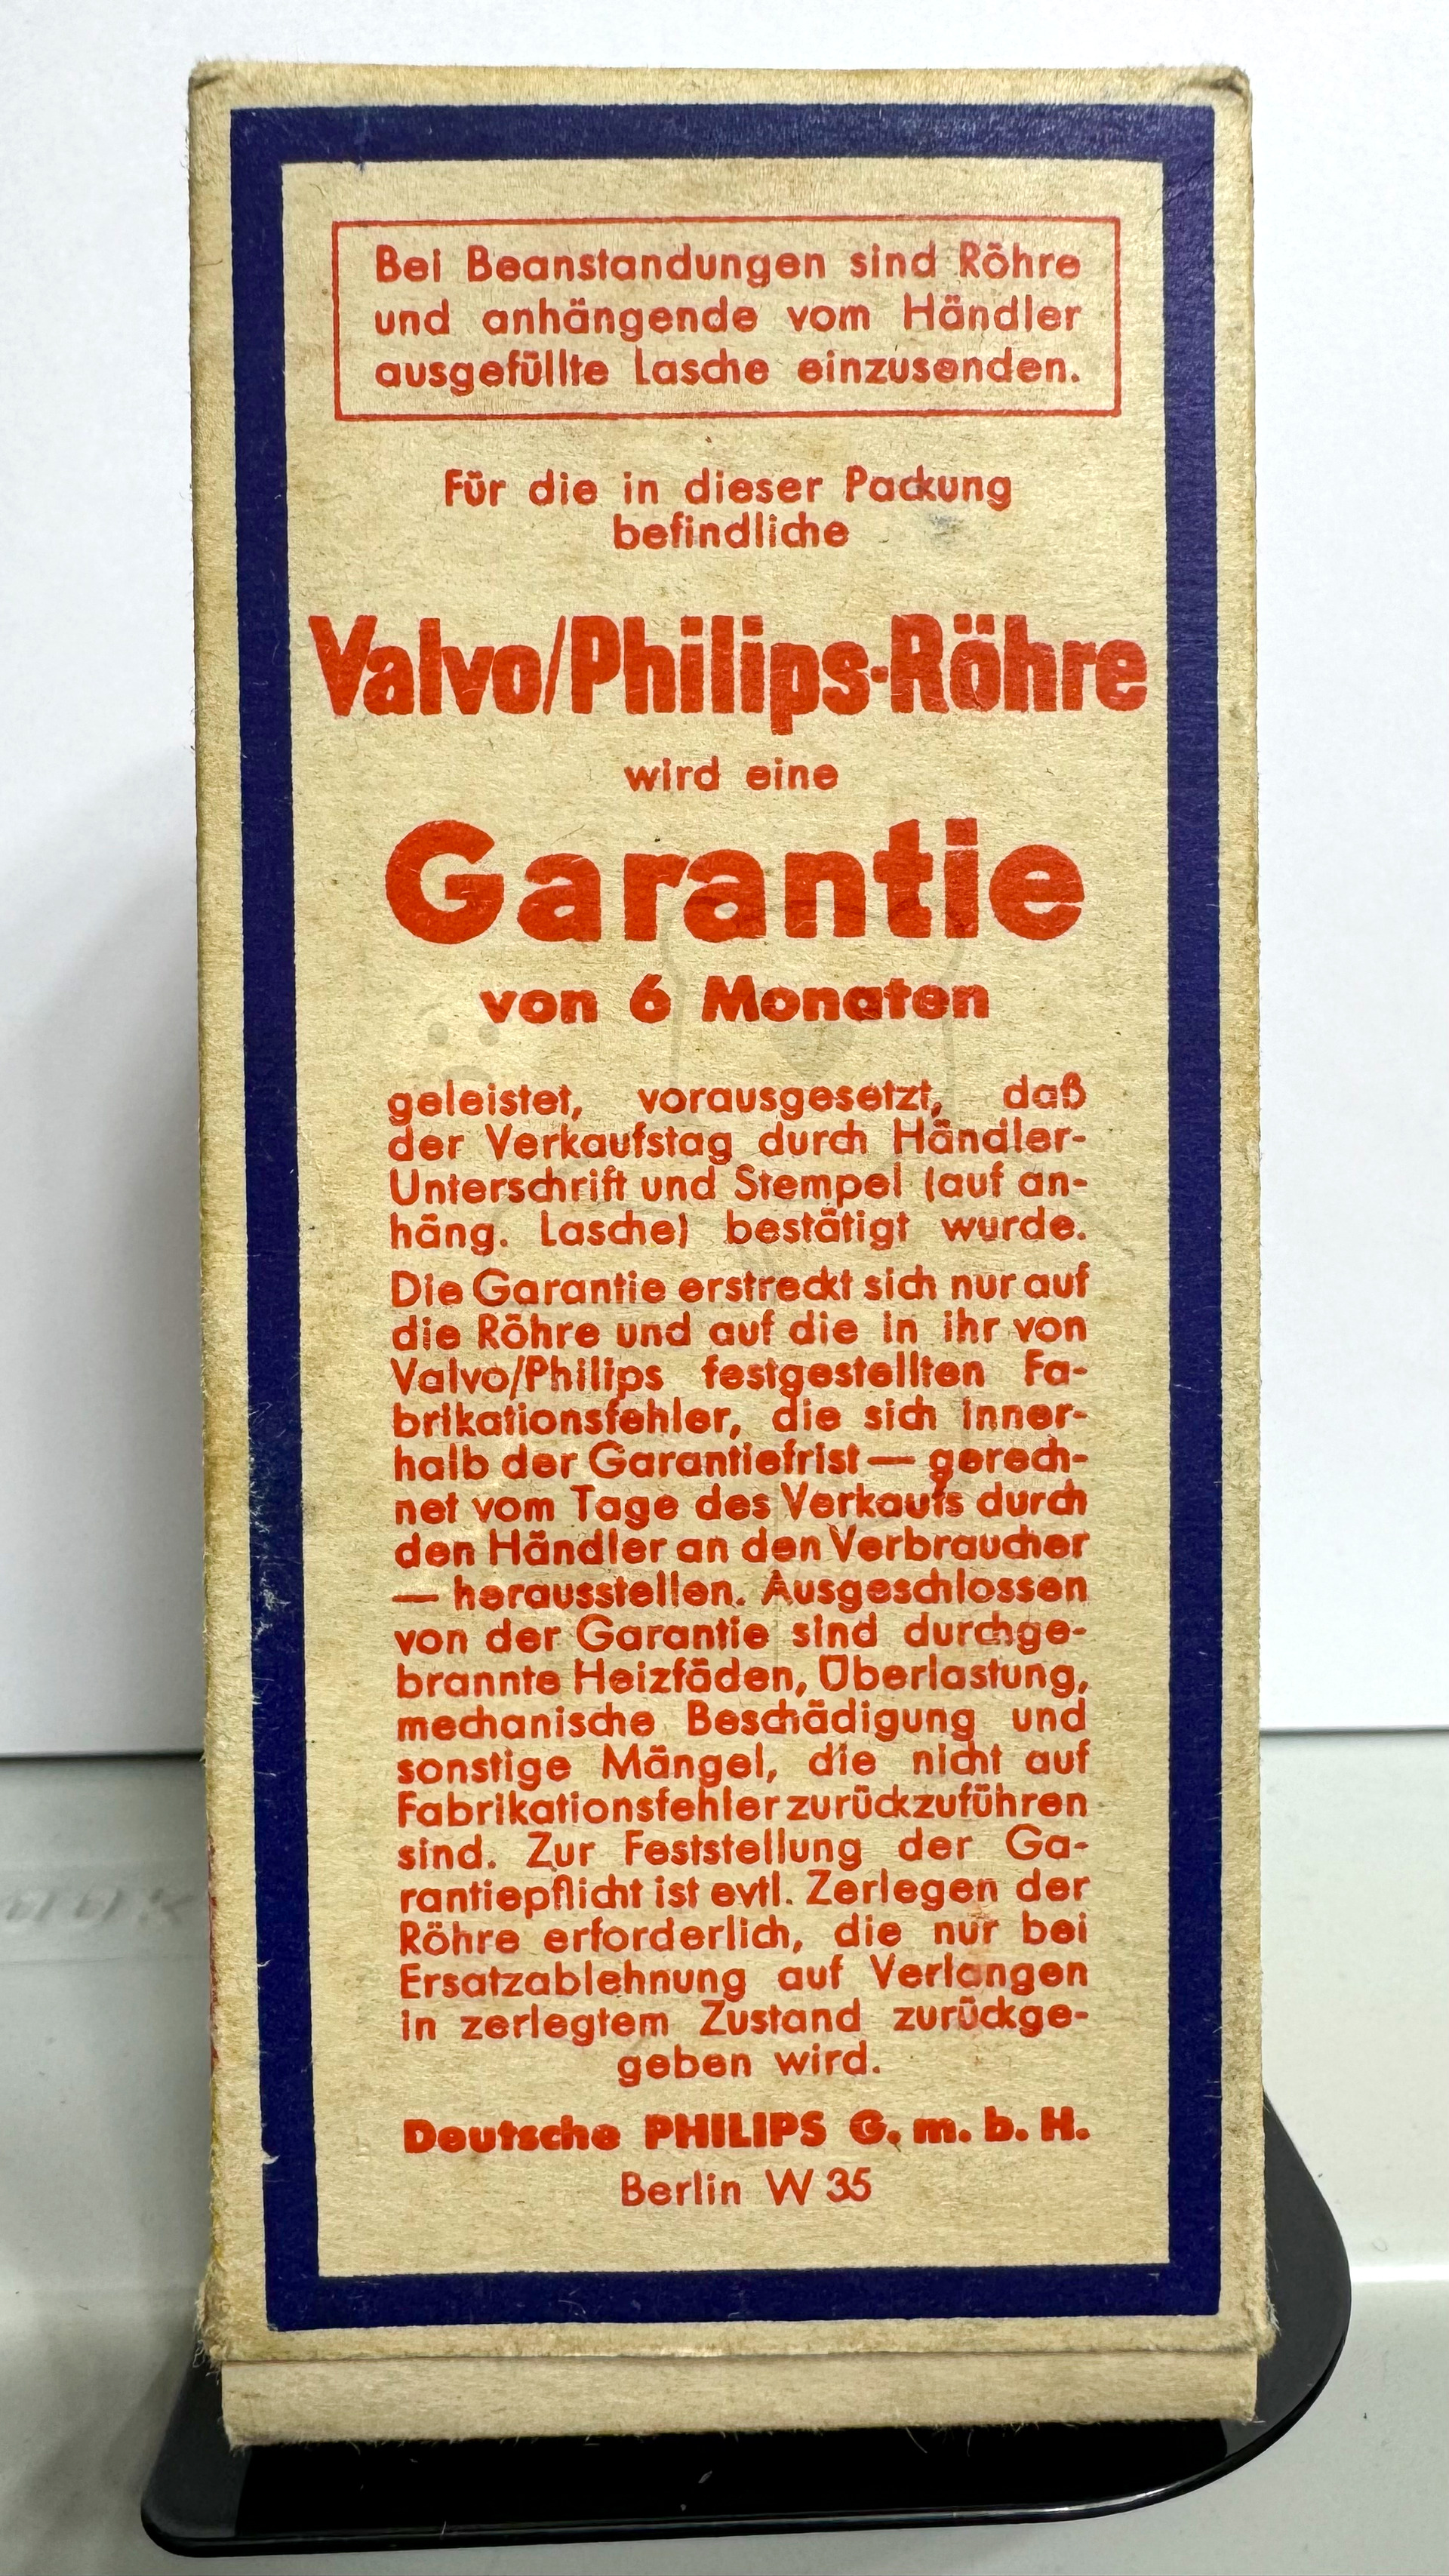 Bei Beanstandungen sind Röhre
und anhängende vom Händler
ausgefüllte Lasche einzusenden.
Für die in dieser Packung
befindliche
Valvo/Philips-Röhre
wird eine
Garantie
von 6 Monaten
geleistet, vorausgesetzt, daß
der Verkaufstag durch Händler-
Unterschrift und Stempel (auf an-
häng. Lasche) bestätigt wurde.
Die Garantie erstreckt sich nur auf
die Röhre und auf die in ihr von
Valvo/Philips festgestellten Fa-
brikationsfehler, die sich inner-
halb der Garantiefrist — gerech-
net vom Tage des Verkaufs durch
den Händler an den Verbraucher
— herausstellen. Ausgeschlossen
von der Garantie sind durchge-
brannte Heizfäden, Überlastung,
mechanische Beschädigung und
sonstige Mängel, die nicht auf
Fabrikationsfehler zurückzuführen
sind. Zur Feststellung der Ga-
rantiepflicht ist evtl. Zerlegen der
Röhre erforderlich, die nur bei
Ersatzablehnung auf Verlangen
in zerlegtem Zustand zurückge-
geben wird.
Deutsche PHILIPS G. m. b. H.
Berlin W 35